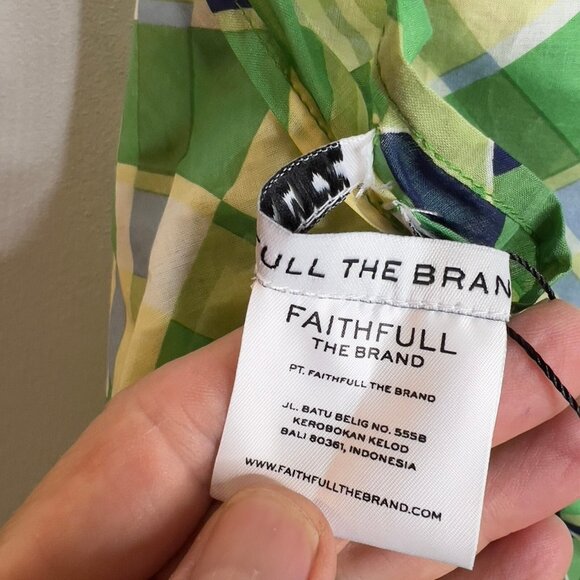 FULL THE BRAN
FAITHFULL
THE BRAND
PT. FAITHFULL THE BRAND
JL. BATU BELIG NO. 555B
KEROBOKAN KELOD
BALI 80361, INDONESIA
WWW.FAITHFULLTHEBRAND.COM